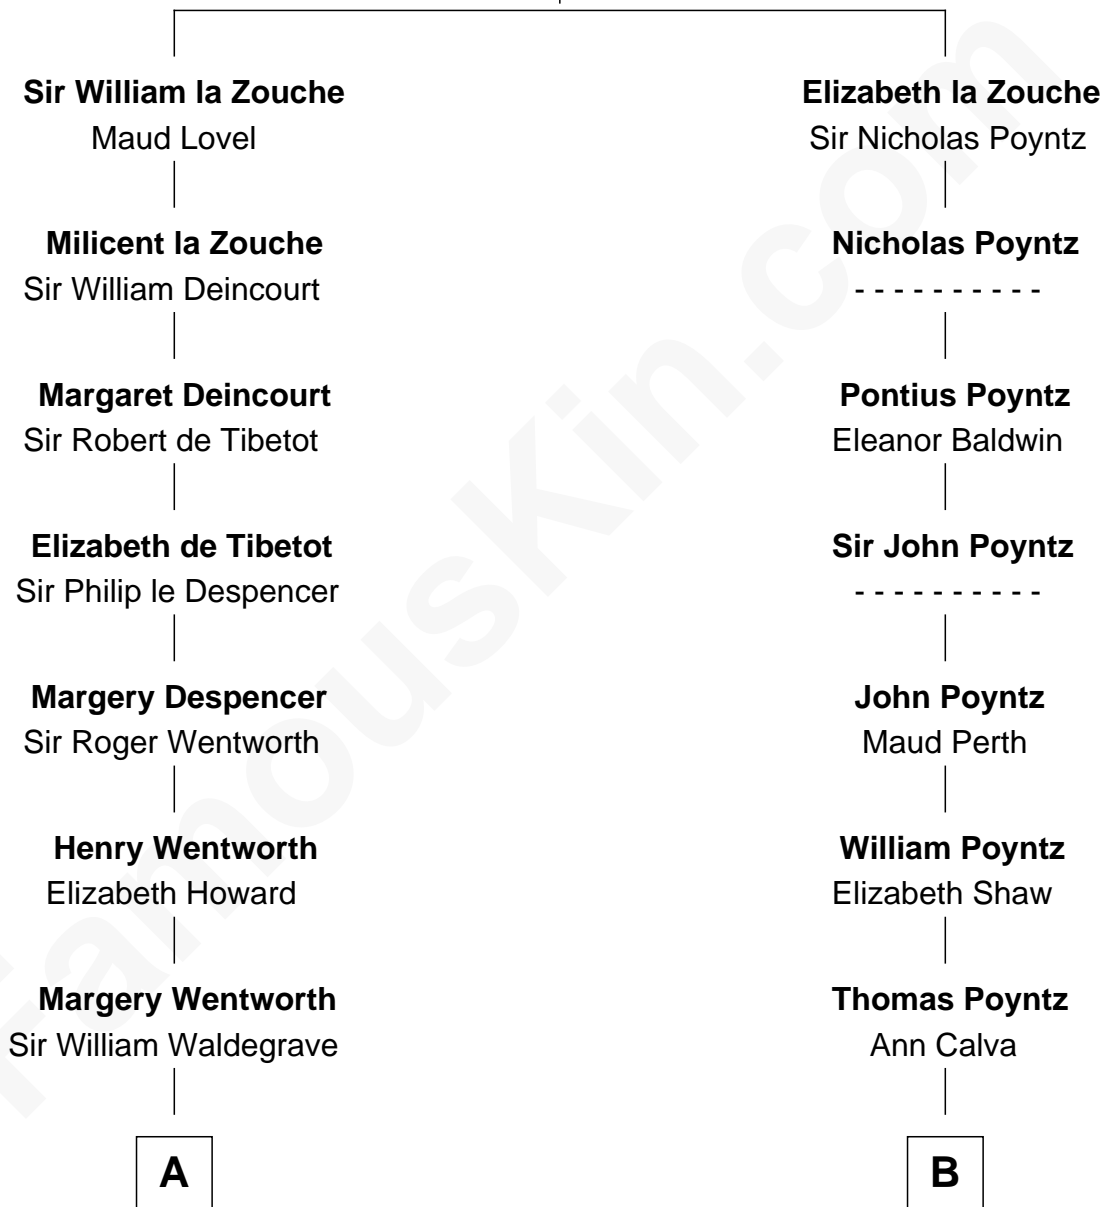 Sir William la Zouche
Maud Lovel
Milicent la Zouche
Sir William Deincourt
Margaret Deincourt
Sir Robert de Tibetot
Elizabeth de Tibetot
Sir Philip le Despencer
Margery Despencer
Sir Roger Wentworth
Henry Wentworth
Elizabeth Howard
Margery Wentworth
Sir William Waldegrave
A
Elizabeth la Zouche
Sir Nicholas Poyntz
Nicholas Poyntz
- - - - - - - - - -
Pontius Poyntz
Eleanor Baldwin
Sir John Poyntz
- - - - - - - - - -
John Poyntz
Maud Perth
William Poyntz
Elizabeth Shaw
Thomas Poyntz
Ann Calva
B
FamousKin.com